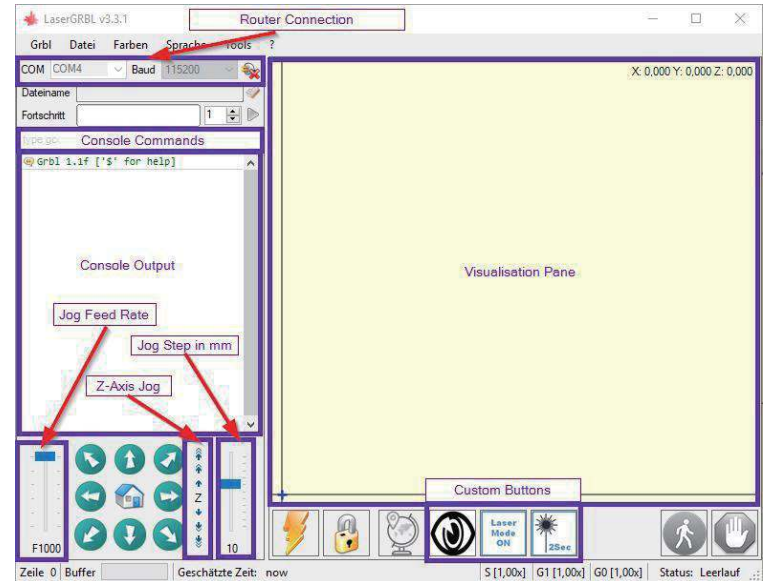 LaserGRBL v3.3.1
Router Connection
Grbl Datei Farben Sprache Tools ?
COM COM4 Baud 115200
X: 0,000 Y: 0,000 Z: 0,000
Dateiname
Fortschritt 1
Console Commands
Grbl 1.1f ['$' for help]
Console Output
Visualisation Pane
Jog Feed Rate
Jog Step in mm
Z-Axis Jog
Z
Custom Buttons
Laser
Mode
ON
2Sec
F1000
10
Zeile 0 Buffer Geschätzte Zeit: now S [1,00x] G1 [1,00x] G0 [1,00x] Status: Leerlauf